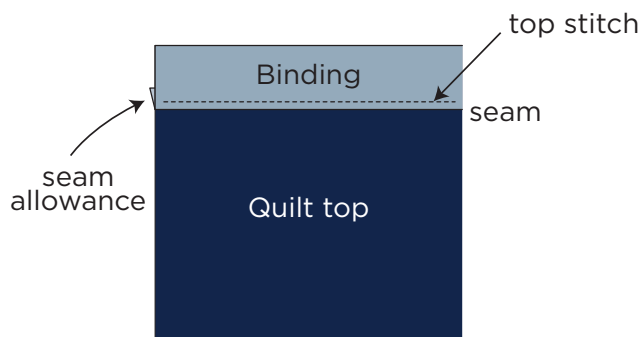 top stitch
Binding
seam
seam
allowance
Quilt top